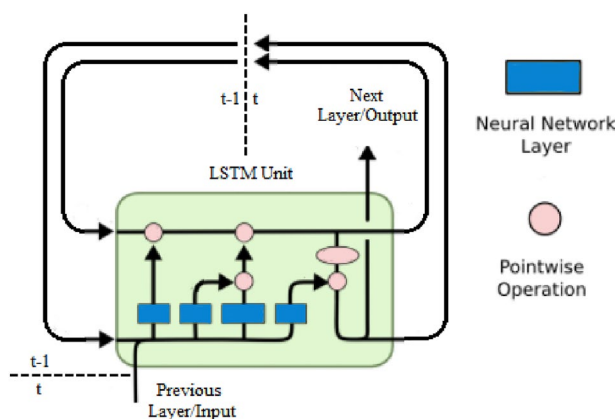 t-1 t
Next
Layer/Output
LSTM Unit
Neural Network
Layer
Pointwise
Operation
t-1
t
Previous
Layer/Input